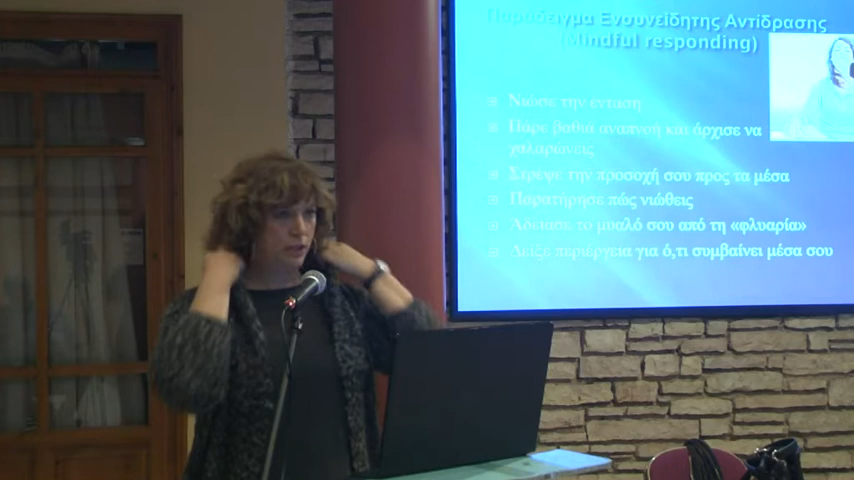 Παράδειγμα Ενσυνείδητης Αντίδρασης
(Mindful responding)
Νιώσε την ένταση
Πάρε βαθιά αναπνοή και άρχισε να
χαλαρώνεις
Στρέψε την προσοχή σου προς τα μέσα
Παρατήρησε πώς νιώθεις
Άδειασε το μυαλό σου από τη «φλυαρία»
Δείξε περιέργεια για ό,τι συμβαίνει μέσα σου